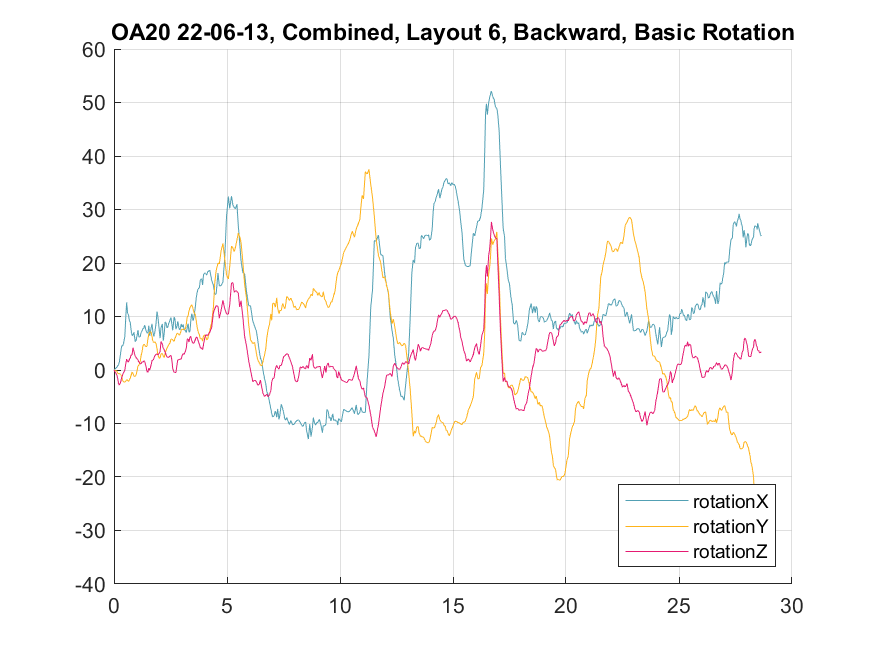 OA20 22-06-13, Combined, Layout 6, Backward, Basic Rotation
60
50
40
30
20
10
0
-10
-20
-30
-40
0 5 10 15 20 25 30
rotationX
rotationY
rotationZ